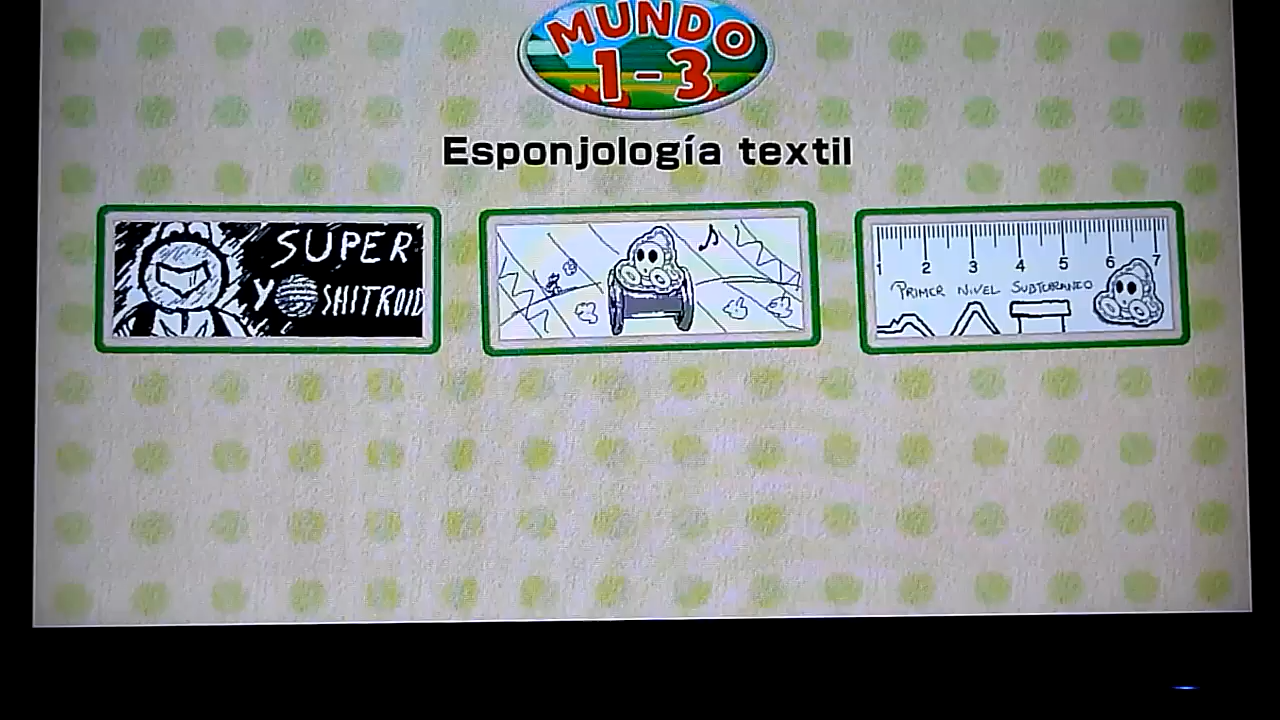 MUNDO
1-3
Esponjología textil
SUPER
Y SHITROID
1 2 3 4 5 6 7
PRIMER NIVEL SUBTERRANEO